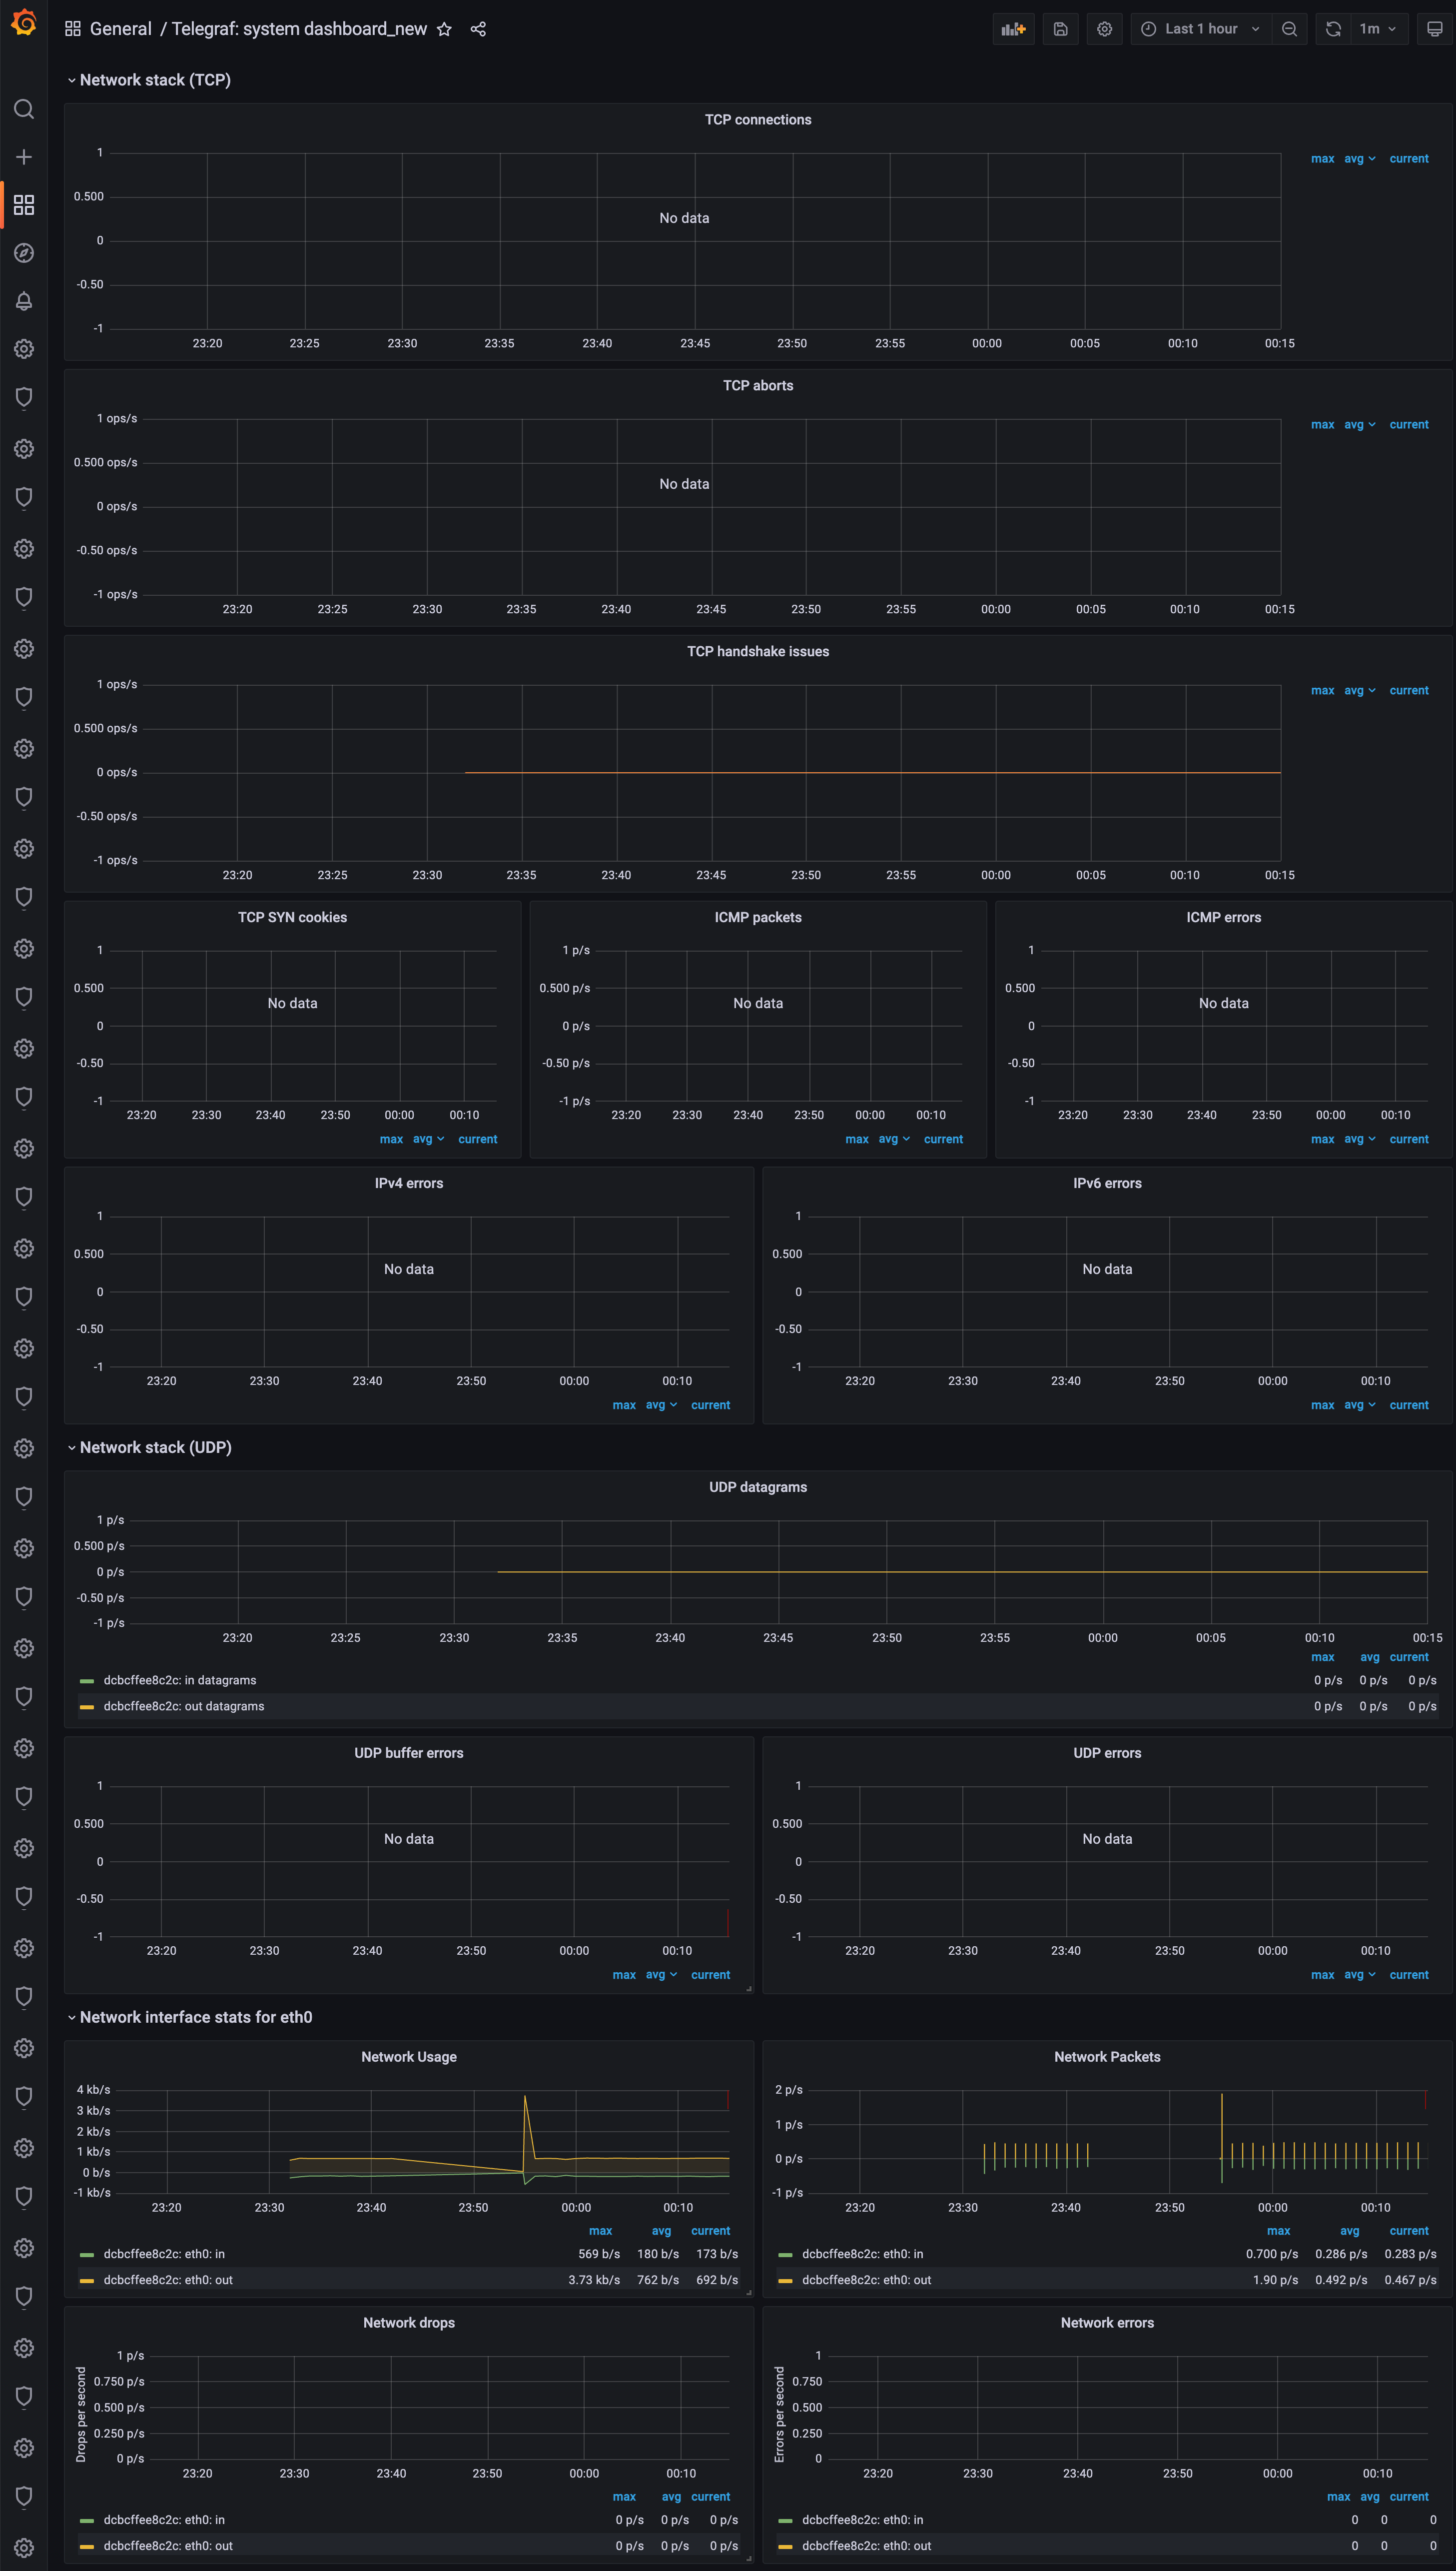 General / Telegraf: system dashboard_new Last 1 hour 1m
Network stack (TCP)
TCP connections
max avg current
1
0.500
0
-0.50
-1
No data
23:20 23:25 23:30 23:35 23:40 23:45 23:50 23:55 00:00 00:05 00:10 00:15
TCP aborts
max avg current
1 ops/s
0.500 ops/s
0 ops/s
-0.50 ops/s
-1 ops/s
No data
23:20 23:25 23:30 23:35 23:40 23:45 23:50 23:55 00:00 00:05 00:10 00:15
TCP handshake issues
max avg current
1 ops/s
0.500 ops/s
0 ops/s
-0.50 ops/s
-1 ops/s
23:20 23:25 23:30 23:35 23:40 23:45 23:50 23:55 00:00 00:05 00:10 00:15
TCP SYN cookies
1
0.500
0
-0.50
-1
No data
23:20 23:30 23:40 23:50 00:00 00:10
max avg current
ICMP packets
1 p/s
0.500 p/s
0 p/s
-0.50 p/s
-1 p/s
No data
23:20 23:30 23:40 23:50 00:00 00:10
max avg current
ICMP errors
1
0.500
0
-0.50
-1
No data
23:20 23:30 23:40 23:50 00:00 00:10
max avg current
IPv4 errors
1
0.500
0
-0.50
-1
No data
23:20 23:30 23:40 23:50 00:00 00:10
max avg current
IPv6 errors
1
0.500
0
-0.50
-1
No data
23:20 23:30 23:40 23:50 00:00 00:10
max avg current
Network stack (UDP)
UDP datagrams
1 p/s
0.500 p/s
0 p/s
-0.50 p/s
-1 p/s
23:20 23:25 23:30 23:35 23:40 23:45 23:50 23:55 00:00 00:05 00:10 00:15
max avg current
dcbcffee8c2c: in datagrams 0 p/s 0 p/s 0 p/s
dcbcffee8c2c: out datagrams 0 p/s 0 p/s 0 p/s
UDP buffer errors
1
0.500
0
-0.50
-1
No data
23:20 23:30 23:40 23:50 00:00 00:10
max avg current
UDP errors
1
0.500
0
-0.50
-1
No data
23:20 23:30 23:40 23:50 00:00 00:10
max avg current
Network interface stats for eth0
Network Usage
4 kb/s
3 kb/s
2 kb/s
1 kb/s
0 b/s
-1 kb/s
23:20 23:30 23:40 23:50 00:00 00:10
max avg current
dcbcffee8c2c: eth0: in 569 b/s 180 b/s 173 b/s
dcbcffee8c2c: eth0: out 3.73 kb/s 762 b/s 692 b/s
Network Packets
2 p/s
1 p/s
0 p/s
-1 p/s
23:20 23:30 23:40 23:50 00:00 00:10
max avg current
dcbcffee8c2c: eth0: in 0.700 p/s 0.286 p/s 0.283 p/s
dcbcffee8c2c: eth0: out 1.90 p/s 0.492 p/s 0.467 p/s
Network drops
Drops per second
1 p/s
0.750 p/s
0.500 p/s
0.250 p/s
0 p/s
23:20 23:30 23:40 23:50 00:00 00:10
max avg current
dcbcffee8c2c: eth0: in 0 p/s 0 p/s 0 p/s
dcbcffee8c2c: eth0: out 0 p/s 0 p/s 0 p/s
Network errors
Errors per second
1
0.750
0.500
0.250
0
23:20 23:30 23:40 23:50 00:00 00:10
max avg current
dcbcffee8c2c: eth0: in 0 0 0
dcbcffee8c2c: eth0: out 0 0 0